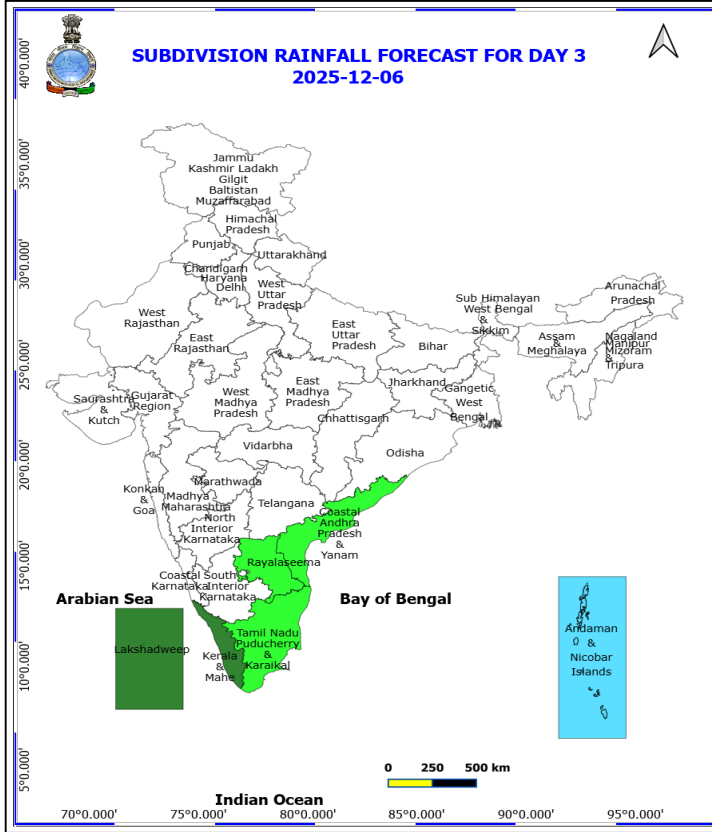 SUBDIVISION RAINFALL FORECAST FOR DAY 3
2025-12-06
40°0.000'
35°0.000'
30°0.000'
25°0.000'
20°0.000'
15°0.000'
10°0.000'
5°0.000'
Jammu
Kashmir Ladakh
Gilgit
Baltistan
Muzaffarabad
Himachal
Pradesh
Punjab
Uttarakhand
Chandigarh
Haryana
Delhi
West
Uttar
Pradesh
West
Rajasthan
East
Rajasthan
East
Uttar
Pradesh
Bihar
Sub Himalayan
West Bengal
&
Sikkim
Arunachal
Pradesh
Assam
&
Meghalaya
Nagaland
Manipur
Mizoram
&
Tripura
Saurashtra
&
Kutch
Gujarat
Region
West
Madhya
Pradesh
East
Madhya
Pradesh
Jharkhand
Gangetic
West
Bengal
Chhattisgarh
Odisha
Vidarbha
Konkan
&
Goa
Madhya
Maharashtra
Marathwada
Telangana
North
Interior
Karnataka
Coastal
Andhra
Pradesh
&
Yanam
Rayalaseema
Coastal
Karnataka
South
Interior
Karnataka
Arabian Sea
Bay of Bengal
Lakshadweep
Kerala
&
Mahe
Tamil Nadu
Puducherry
&
Karaikal
Andaman
&
Nicobar
Islands
0 250 500 km
Indian Ocean
70°0.000' 75°0.000' 80°0.000' 85°0.000' 90°0.000' 95°0.000'